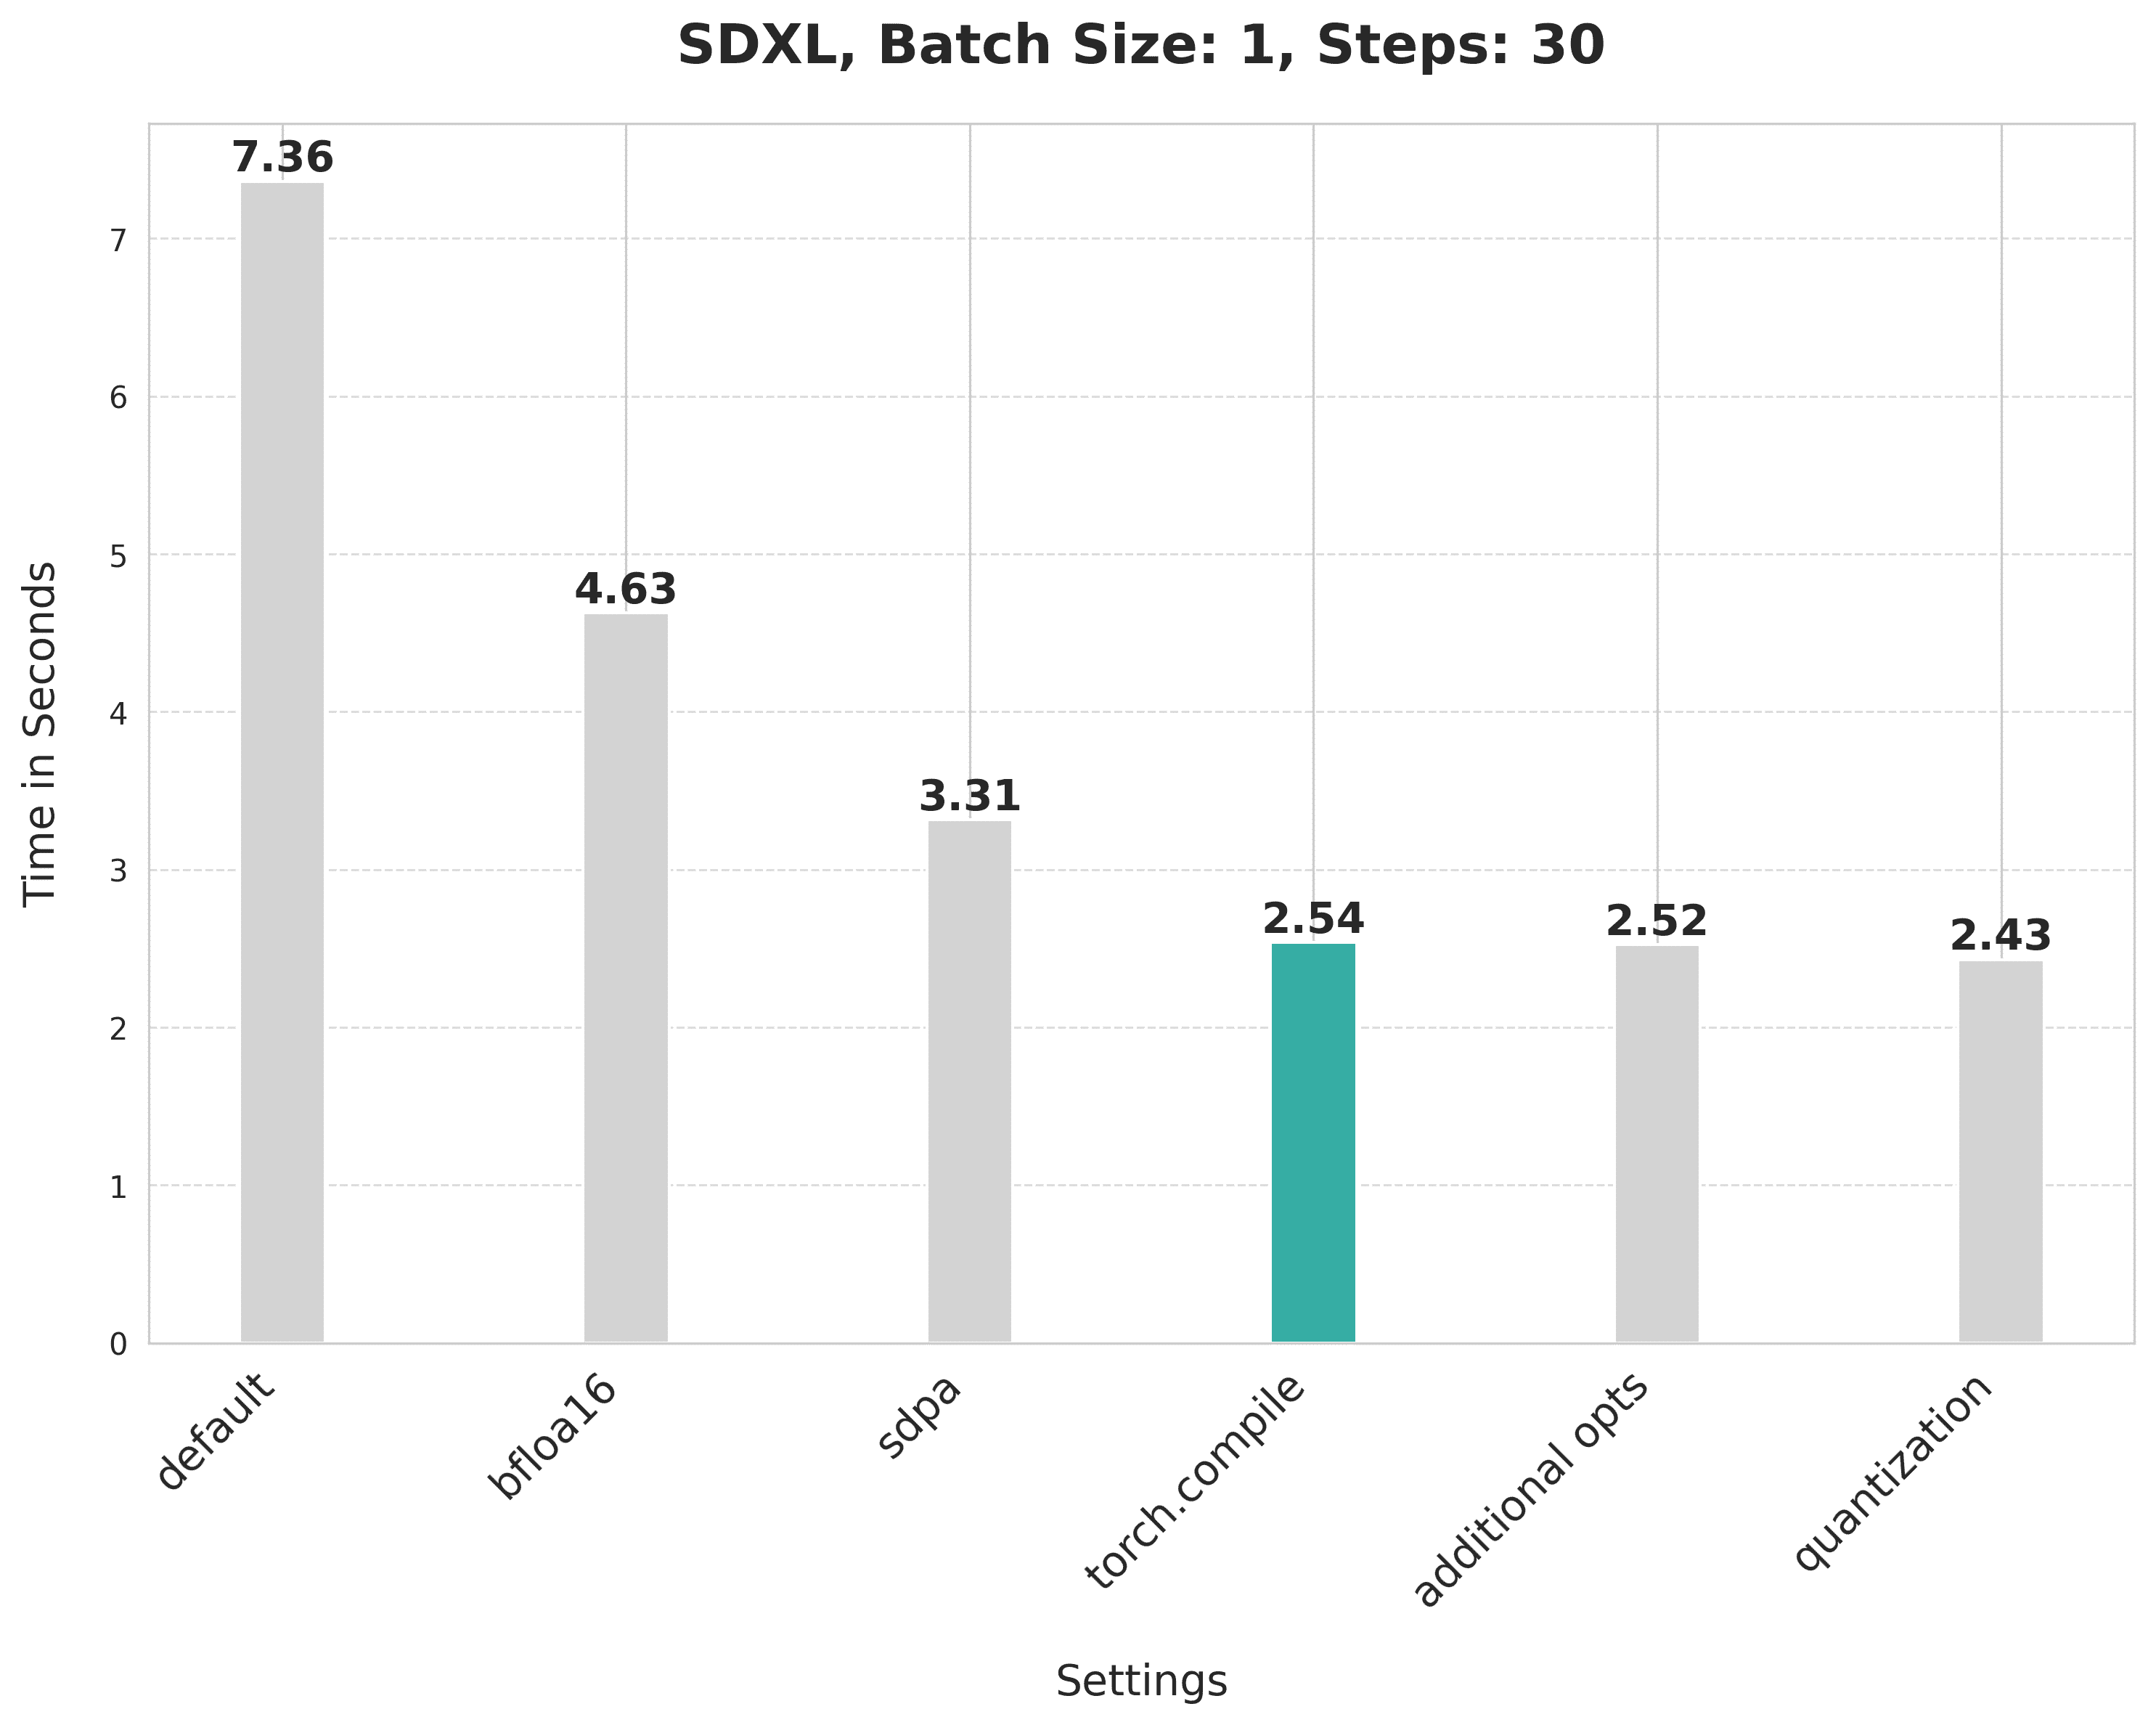 SDXL, Batch Size: 1, Steps: 30
Time in Seconds
7
6
5
4
3
2
1
0
7.36
4.63
3.31
2.54
2.52
2.43
default
bfloa16
sdpa
torch.compile
additional opts
quantization
Settings